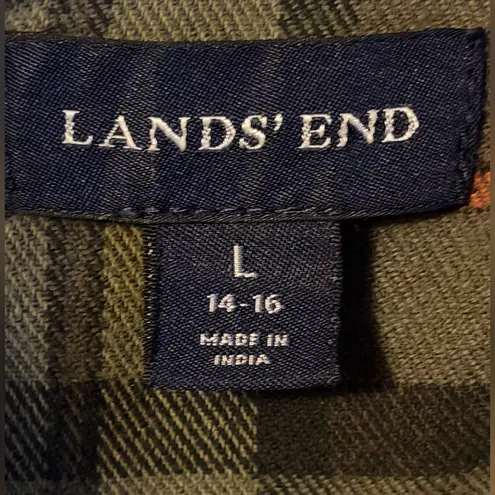 LANDS' END
L
14-16
MADE IN
INDIA